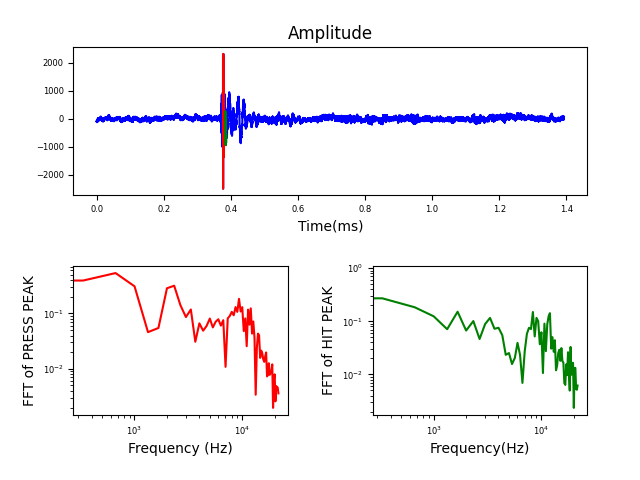 Amplitude
2000
1000
0
−1000
−2000
0.0 0.2 0.4 0.6 0.8 1.0 1.2 1.4
Time(ms)
FFT of PRESS PEAK
10⁻¹
10⁻²
10³ 10⁴
Frequency (Hz)
FFT of HIT PEAK
10⁰
10⁻¹
10⁻²
10³ 10⁴
Frequency(Hz)